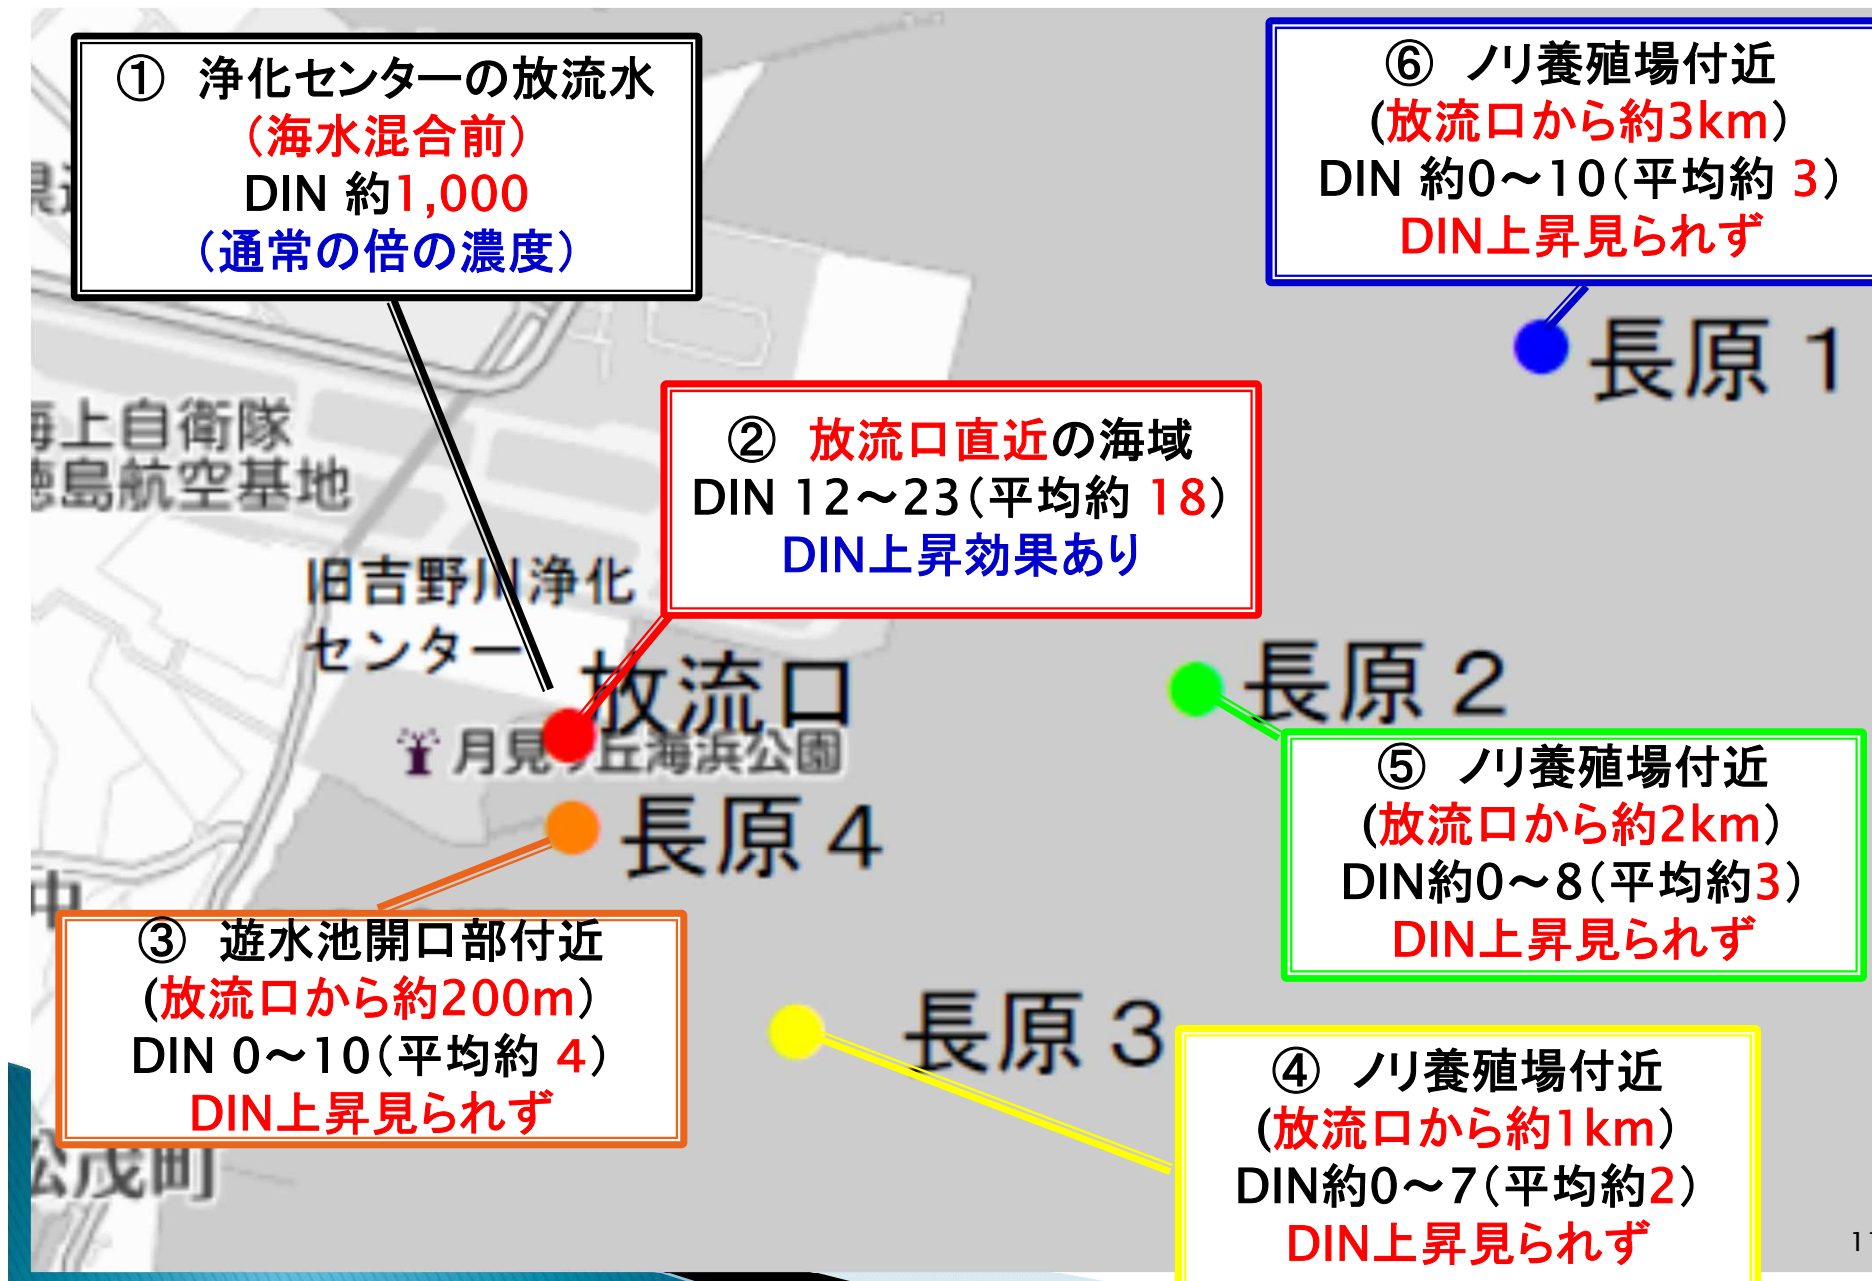 ① 浄化センターの放流水
（海水混合前）
DIN 約1,000
（通常の倍の濃度）
⑥ ノリ養殖場付近
(放流口から約3km)
DIN 約0～10(平均約 3)
DIN上昇見られず
長原１
② 放流口直近の海域
DIN 12～23(平均約 18)
DIN上昇効果あり
海上自衛隊
徳島航空基地
旧吉野川浄化
センター
放流口
月見ヶ丘海浜公園
長原２
⑤ ノリ養殖場付近
(放流口から約2km)
DIN約0～8(平均約3)
DIN上昇見られず
長原４
中
③ 遊水池開口部付近
(放流口から約200m)
DIN 0～10(平均約 4)
DIN上昇見られず
長原３
④ ノリ養殖場付近
(放流口から約1km)
DIN約0～7(平均約2)
DIN上昇見られず
松茂町